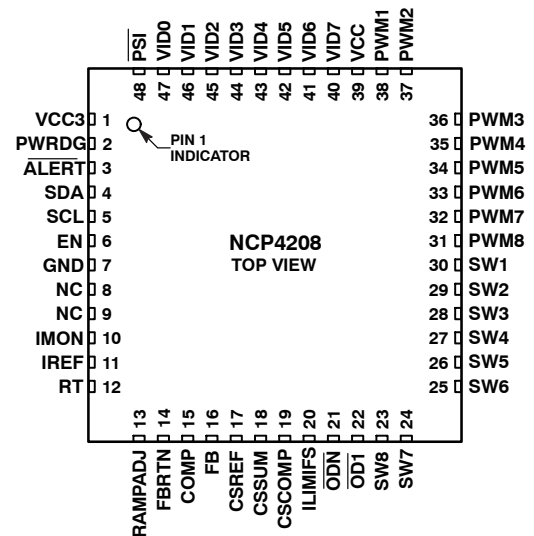 PSI
VID0
VID1
VID2
VID3
VID4
VID5
VID6
VID7
VCC
PWM1
PWM2
48
47
46
45
44
43
42
41
40
39
38
37
VCC3 1
PWRDG 2
ALERT 3
SDA 4
SCL 5
EN 6
GND 7
NC 8
NC 9
IMON 10
IREF 11
RT 12
PIN 1
INDICATOR
NCP4208
TOP VIEW
36 PWM3
35 PWM4
34 PWM5
33 PWM6
32 PWM7
31 PWM8
30 SW1
29 SW2
28 SW3
27 SW4
26 SW5
25 SW6
13
14
15
16
17
18
19
20
21
22
23
24
RAMPADJ
FBRTN
COMP
FB
CSREF
CSSUM
CSCOMP
ILIMIFS
ODN
OD1
SW8
SW7